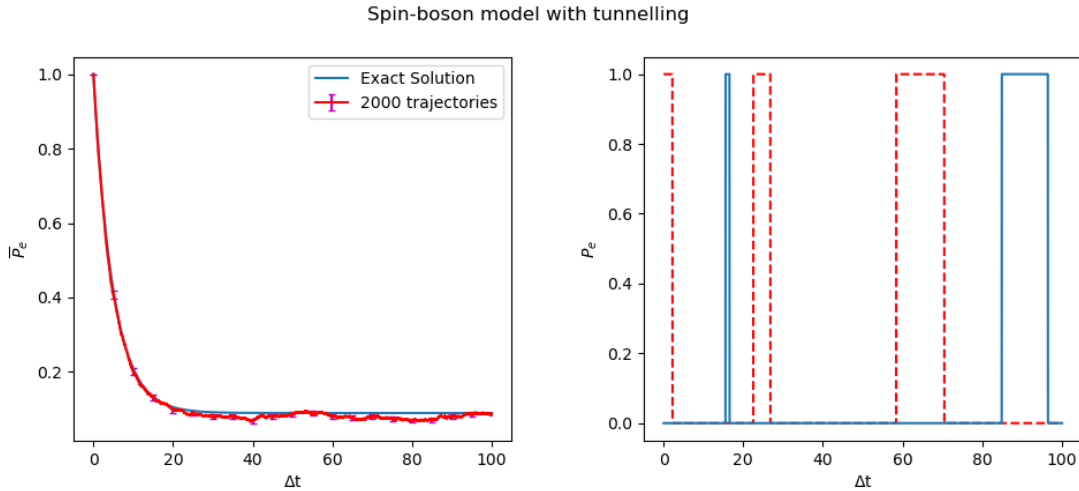 Spin-boson model with tunnelling
Exact Solution
2000 trajectories
P̅ₑ
1.0
0.8
0.6
0.4
0.2
0 20 40 60 80 100
Δt
Pₑ
1.0
0.8
0.6
0.4
0.2
0.0
0 20 40 60 80 100
Δt